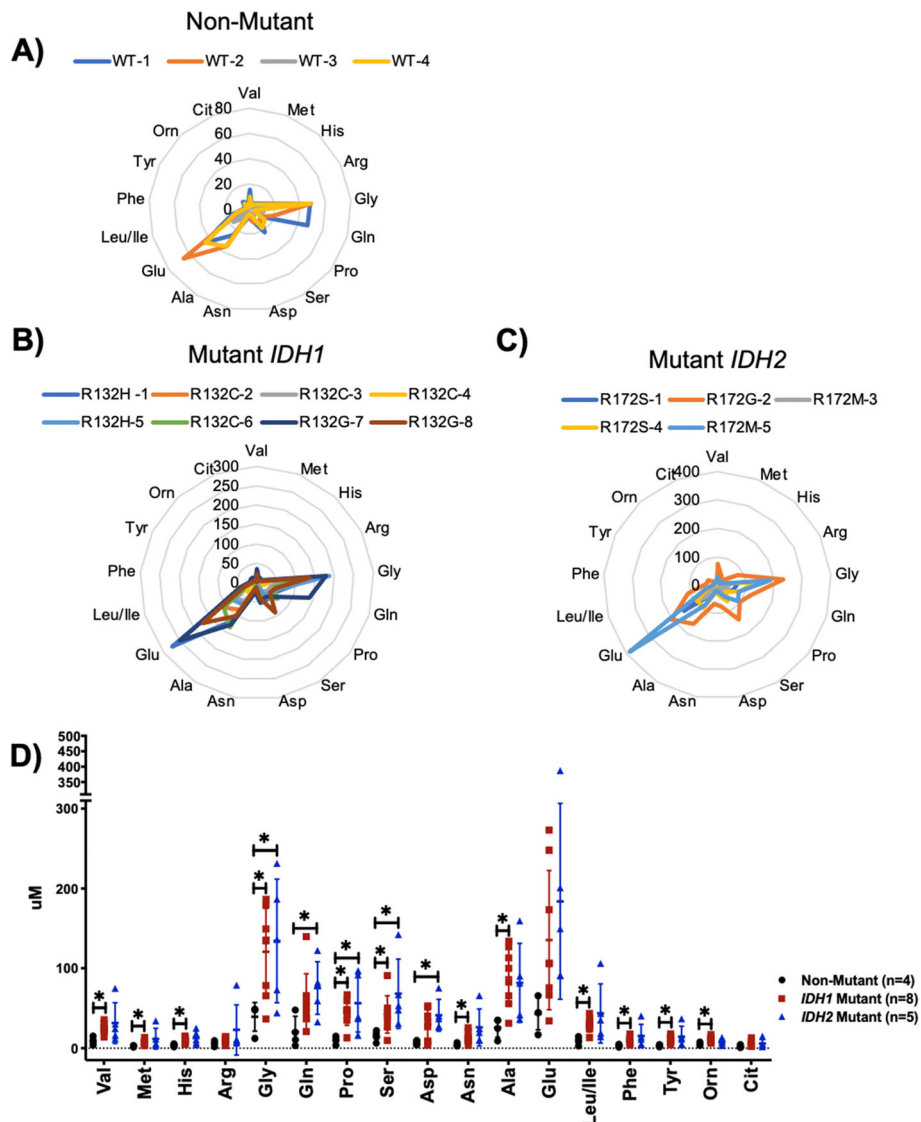 Non-Mutant
A)
WT-1 WT-2 WT-3 WT-4
Val
Met
His
Arg
Gly
Gln
Pro
Ser
Asp
Asn
Ala
Glu
Leu/Ile
Phe
Tyr
Orn
Cit
80
60
40
20
0
B)
Mutant IDH1
R132H -1 R132C-2 R132C-3 R132C-4
R132H-5 R132C-6 R132G-7 R132G-8
Val
Met
His
Arg
Gly
Gln
Pro
Ser
Asp
Asn
Ala
Glu
Leu/Ile
Phe
Tyr
Orn
Cit
300
250
200
150
100
50
0
C)
Mutant IDH2
R172S-1 R172G-2 R172M-3
R172S-4 R172M-5
Val
Met
His
Arg
Gly
Gln
Pro
Ser
Asp
Asn
Ala
Glu
Leu/Ile
Phe
Tyr
Orn
Cit
400
300
200
100
0
D)
500
450
400
350
300
200
100
0
uM
* * * * * * * * * * * * * * * * * *
Val Met His Arg Gly Gln Pro Ser Asp Asn Ala Glu Leu/Ile Phe Tyr Orn Cit
Non-Mutant (n=4)
IDH1 Mutant (n=8)
IDH2 Mutant (n=5)